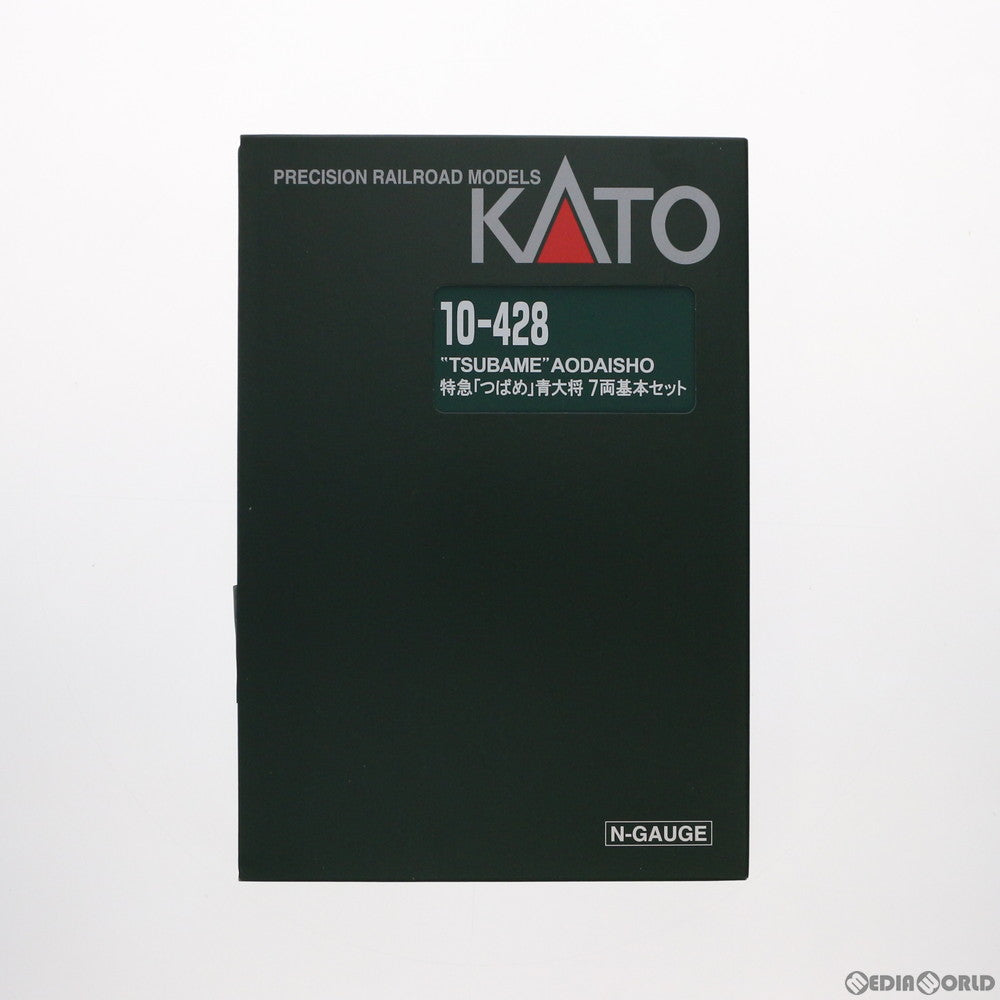 PRECISION RAILROAD MODELS
KATO
10-428
"TSUBAME" AODAISHO
特急「つばめ」青大将 7両基本セット
N-GAUGE
MEDIAWORLD